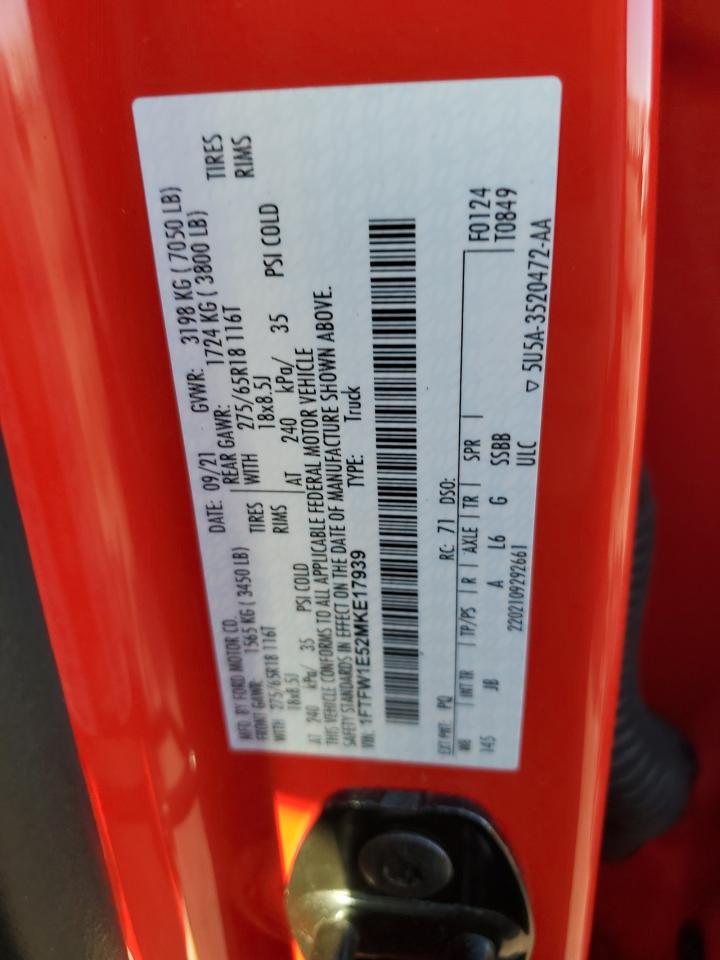 MFD. BY FORD MOTOR CO. DATE: 09/21 GVWR: 3198 KG ( 7050 LB)
FRONT GAWR: 1565 KG ( 3450 LB) REAR GAWR: 1724 KG ( 3800 LB)
WITH 275/65R18 116T TIRES WITH 275/65R18 116T TIRES
18x8.5J RIMS 18x8.5J RIMS
AT 240 kPa/ 35 PSI COLD AT 240 kPa/ 35 PSI COLD
THIS VEHICLE CONFORMS TO ALL APPLICABLE FEDERAL MOTOR VEHICLE
SAFETY STANDARDS IN EFFECT ON THE DATE OF MANUFACTURE SHOWN ABOVE.
VIN: 1FTFW1E52MKE17939 TYPE: Truck
EXT PNT: PQ RC: 71 DSO: F0124
WB INT TR TP/PS R AXLE TR SPR T0849
145 JB A L6 G SSBB
ULC
2202109292661 ▽ 5U5A-3520472-AA